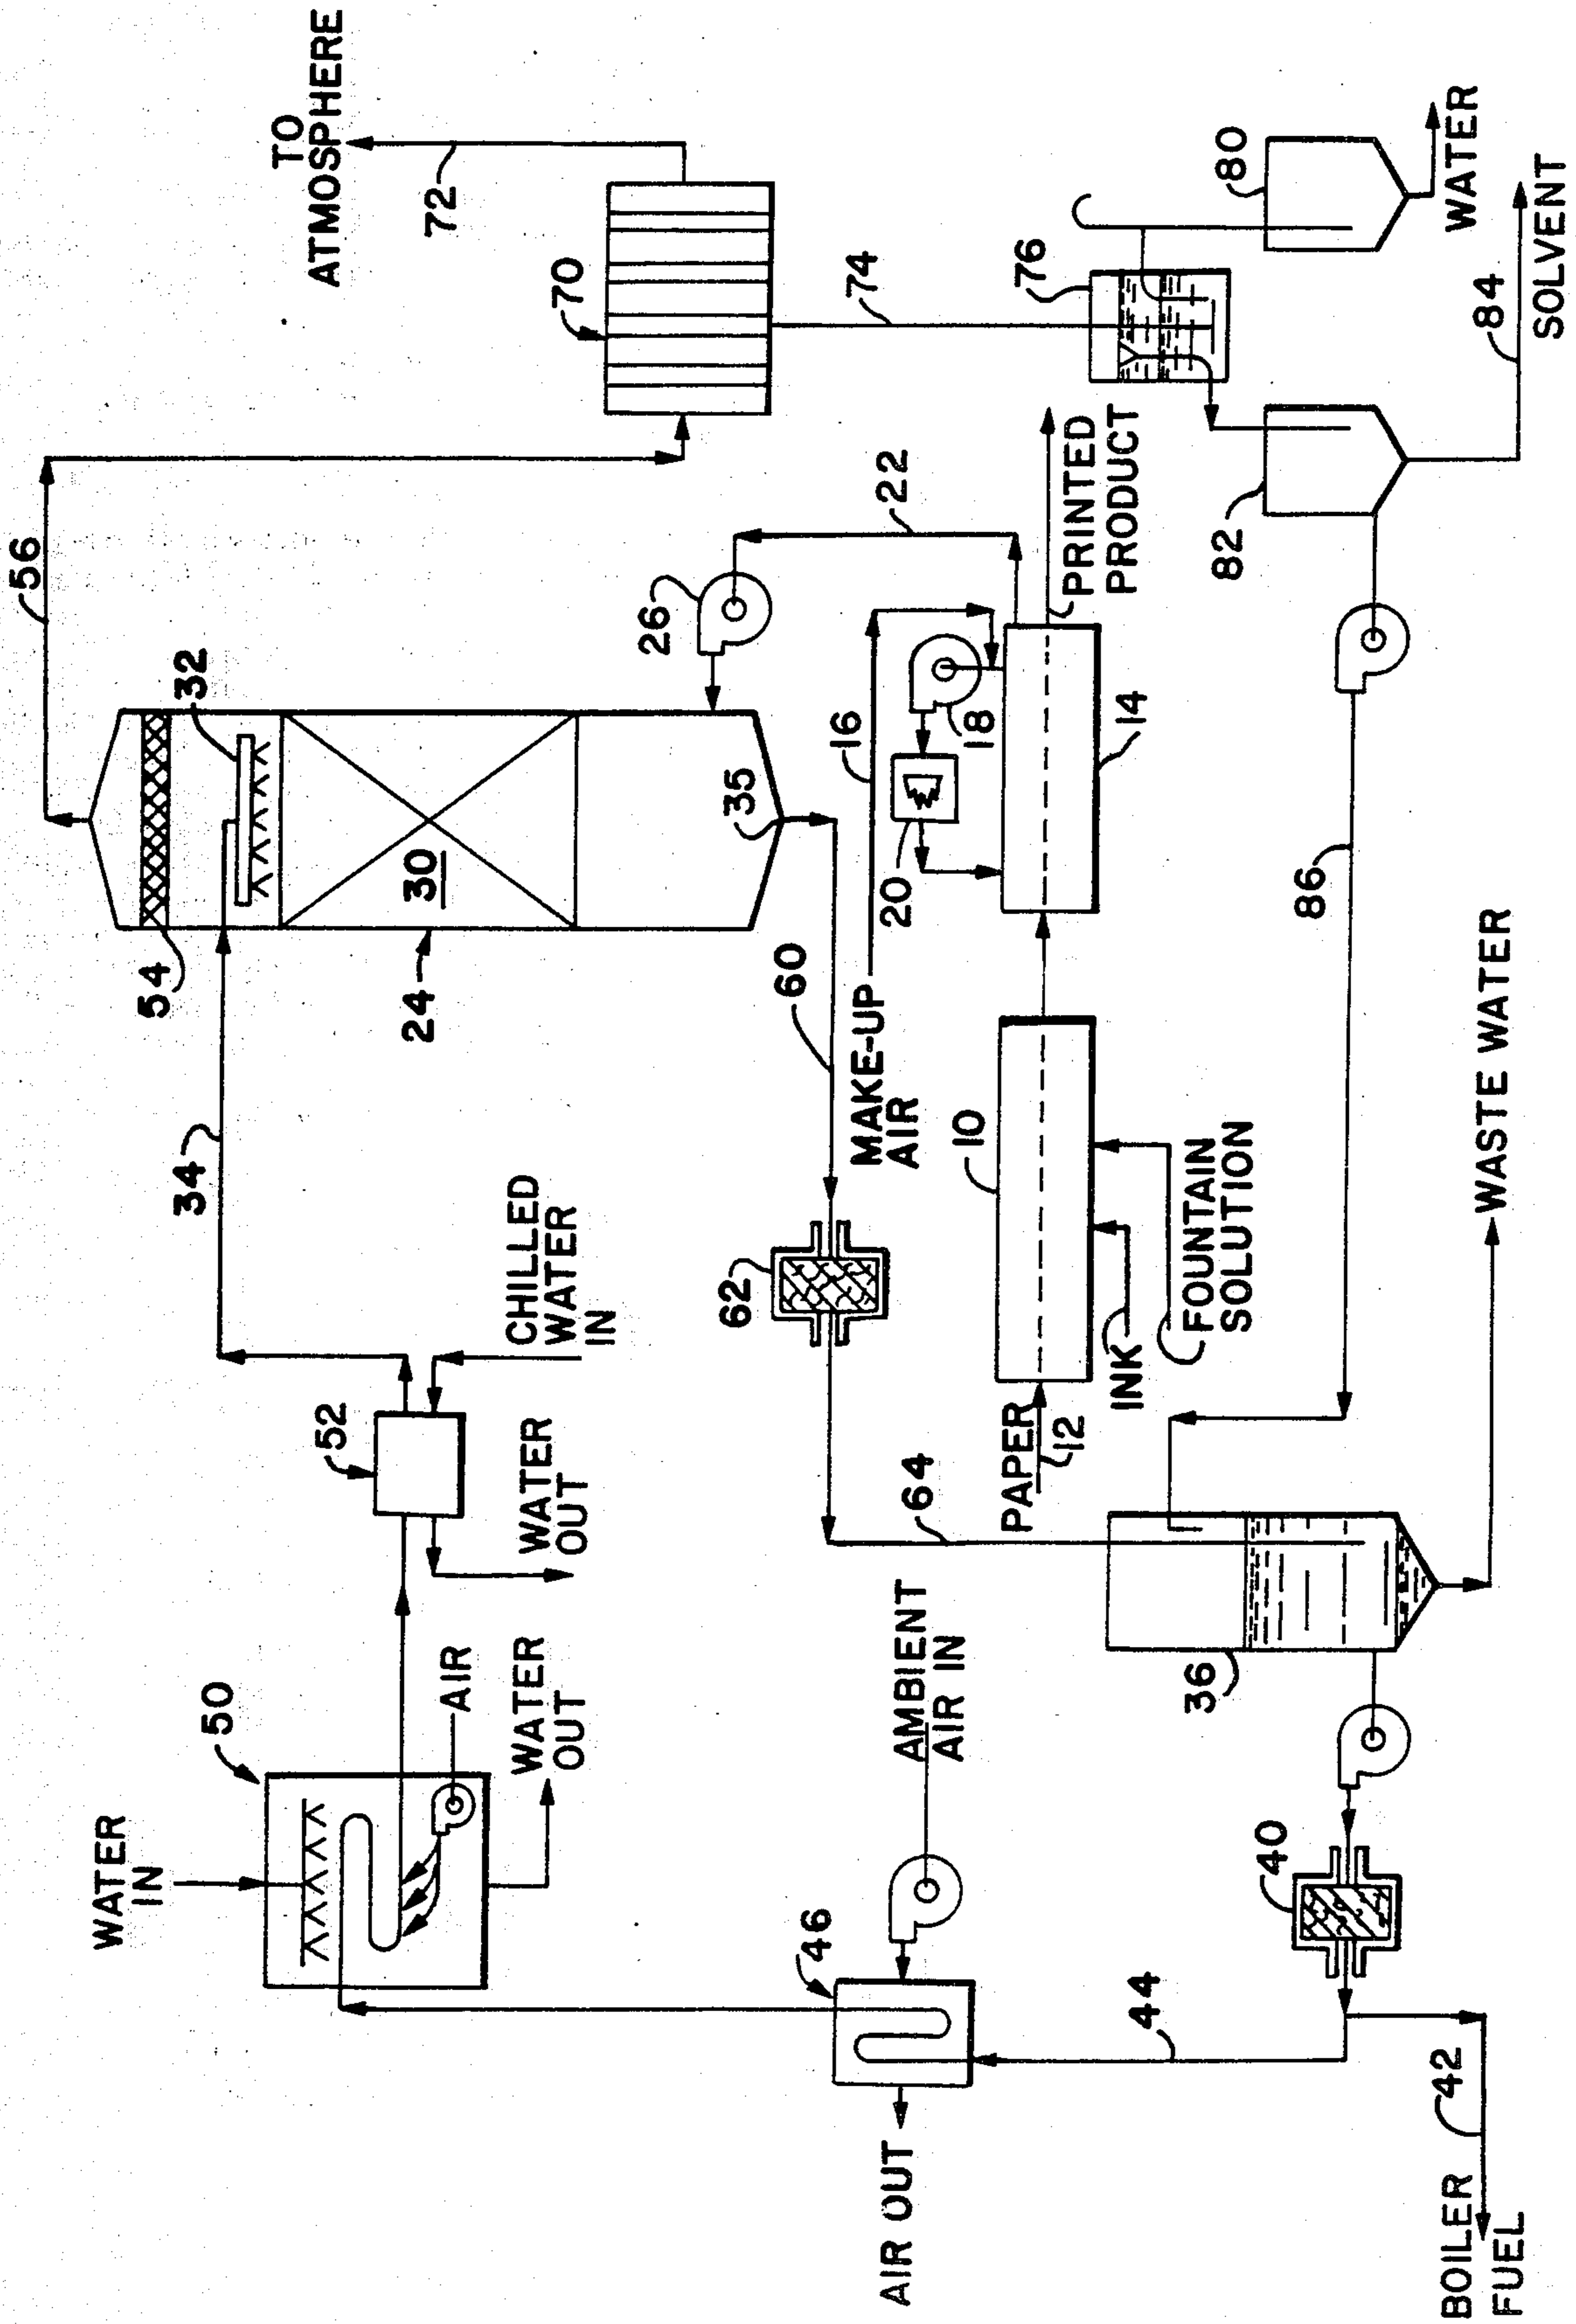 56
TO
ATMOSPHERE
72
54
32
34
24
30
26
22
70
WATER
IN
50
AIR
WATER
OUT
52
WATER
OUT
CHILLED
WATER
IN
60
35
62
64
MAKE-UP
AIR
16
20
18
14
PRINTED
PRODUCT
74
76
80
WATER
82
84
SOLVENT
86
PAPER
12
10
INK
FOUNTAIN
SOLUTION
AMBIENT
AIR IN
46
AIR OUT
44
40
36
WASTE WATER
42
BOILER
FUEL